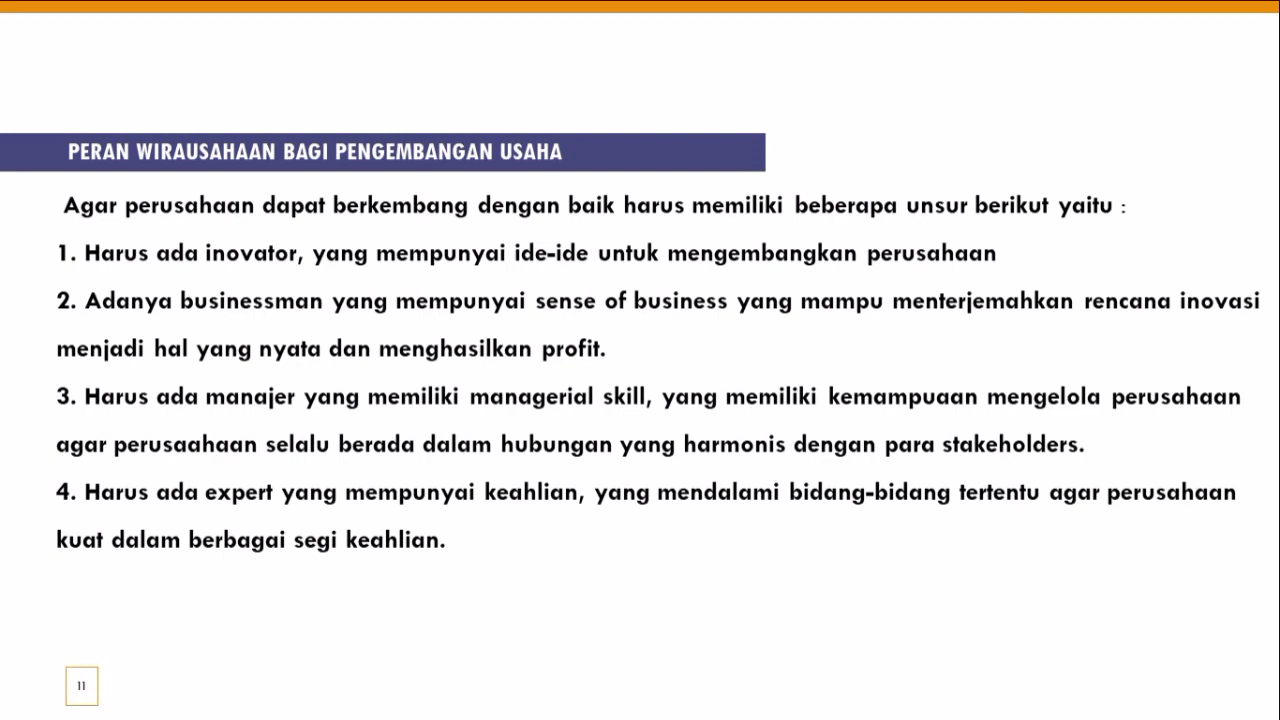 PERAN WIRAUSAHAAN BAGI PENGEMBANGAN USAHA
Agar perusahaan dapat berkembang dengan baik harus memiliki beberapa unsur berikut yaitu :
1. Harus ada inovator, yang mempunyai ide-ide untuk mengembangkan perusahaan
2. Adanya businessman yang mempunyai sense of business yang mampu menterjemahkan rencana inovasi
menjadi hal yang nyata dan menghasilkan profit.
3. Harus ada manajer yang memiliki managerial skill, yang memiliki kemampuaan mengelola perusahaan
agar perusaahaan selalu berada dalam hubungan yang harmonis dengan para stakeholders.
4. Harus ada expert yang mempunyai keahlian, yang mendalami bidang-bidang tertentu agar perusahaan
kuat dalam berbagai segi keahlian.
11